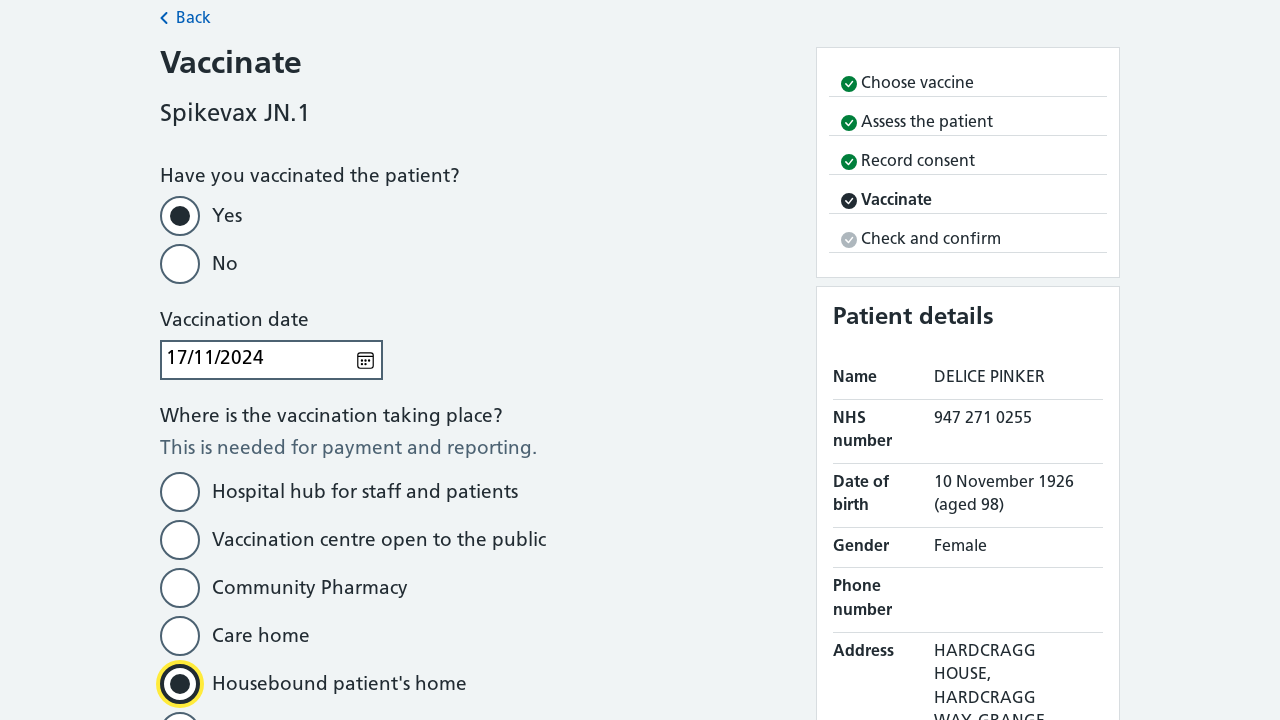 Back
Vaccinate
Spikevax JN.1
Have you vaccinated the patient?
Yes
No
Vaccination date
17/11/2024
Where is the vaccination taking place?
This is needed for payment and reporting.
Hospital hub for staff and patients
Vaccination centre open to the public
Community Pharmacy
Care home
Housebound patient's home
Choose vaccine
Assess the patient
Record consent
Vaccinate
Check and confirm
Patient details
Name DELICE PINKER
NHS number 947 271 0255
Date of birth 10 November 1926 (aged 98)
Gender Female
Phone number
Address HARDCRAGG
HOUSE,
HARDCRAGG
WAY, GRANGE